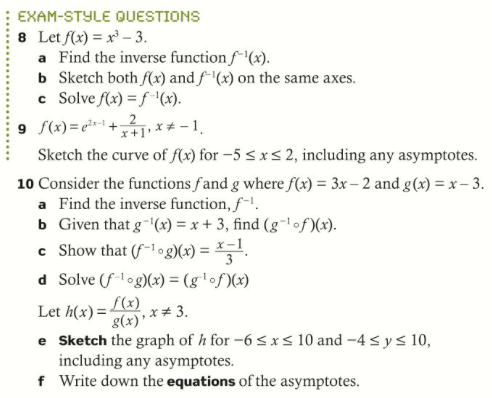 EXAM-STYLE QUESTIONS
8 Let f(x) = x³ – 3.
a Find the inverse function f⁻¹(x).
b Sketch both f(x) and f⁻¹(x) on the same axes.
c Solve f(x) = f⁻¹(x).
9 f(x) = e²ˣ⁻¹ + 2/(x+1), x ≠ – 1.
Sketch the curve of f(x) for –5 ≤ x ≤ 2, including any asymptotes.
10 Consider the functions f and g where f(x) = 3x – 2 and g(x) = x – 3.
a Find the inverse function, f⁻¹.
b Given that g⁻¹(x) = x + 3, find (g⁻¹∘f)(x).
c Show that (f⁻¹∘g)(x) = (x–1)/3.
d Solve (f⁻¹∘g)(x) = (g⁻¹∘f)(x)
Let h(x) = f(x)/g(x), x ≠ 3.
e Sketch the graph of h for –6 ≤ x ≤ 10 and –4 ≤ y ≤ 10,
including any asymptotes.
f Write down the equations of the asymptotes.